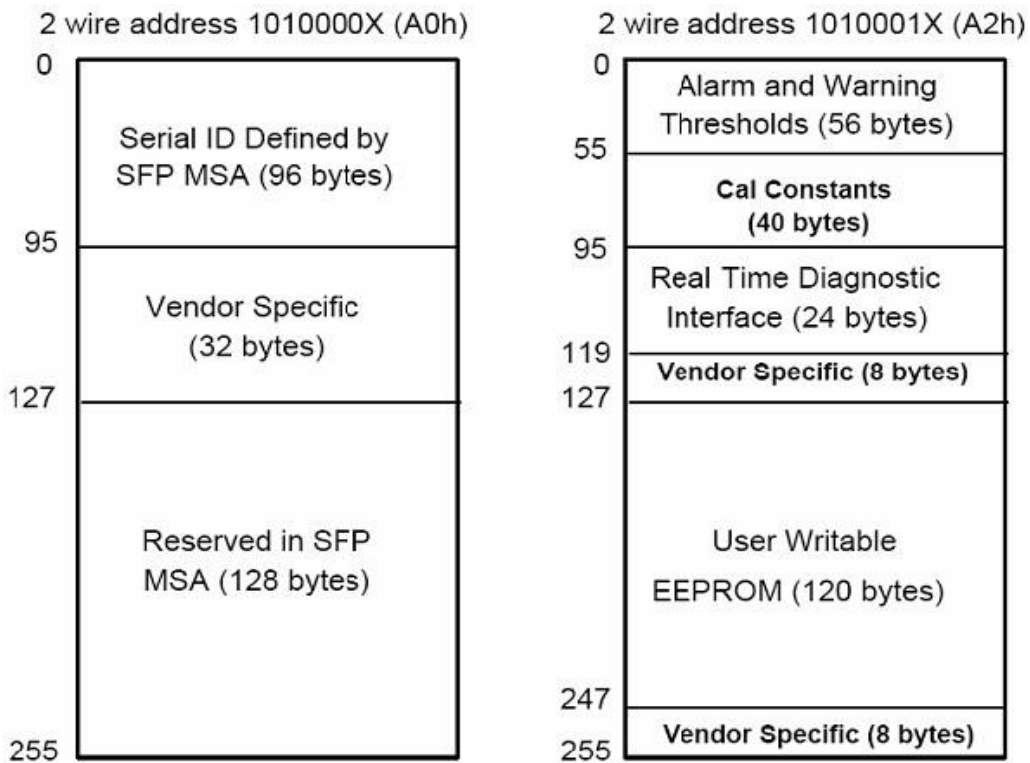 2 wire address 1010000X (A0h)
0
Serial ID Defined by
SFP MSA (96 bytes)
95
Vendor Specific
(32 bytes)
127
Reserved in SFP
MSA (128 bytes)
255
2 wire address 1010001X (A2h)
0
Alarm and Warning
Thresholds (56 bytes)
55
Cal Constants
(40 bytes)
95
Real Time Diagnostic
Interface (24 bytes)
119
Vendor Specific (8 bytes)
127
User Writable
EEPROM (120 bytes)
247
Vendor Specific (8 bytes)
255